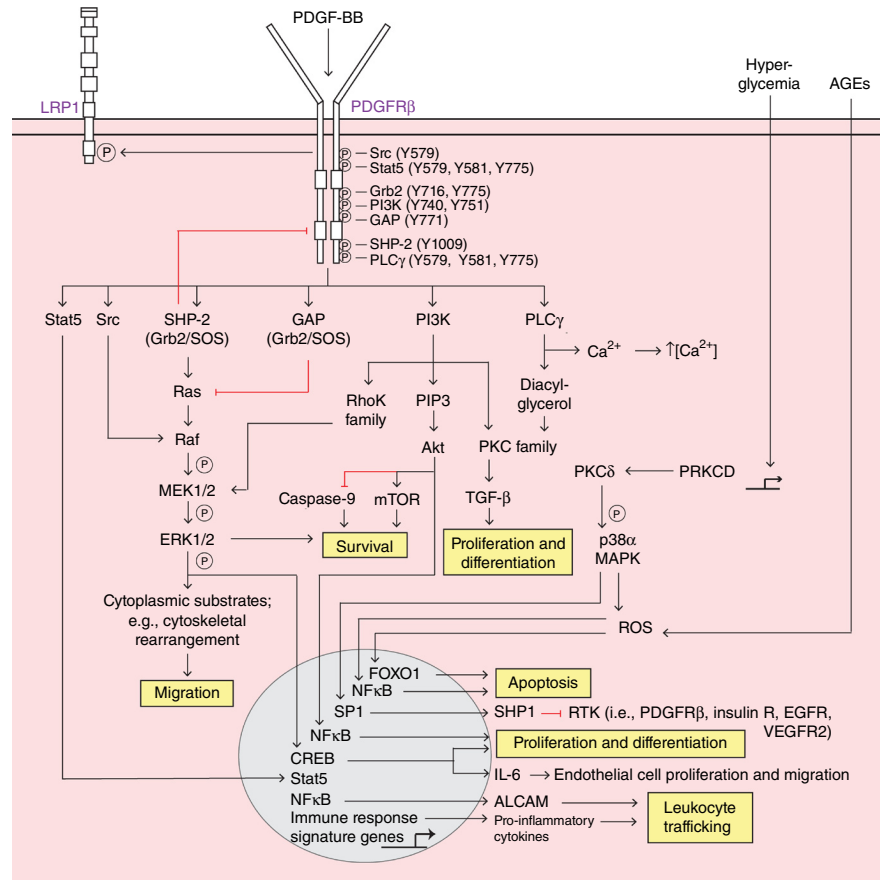 PDGF-BB
Hyper-
glycemia
AGEs
LRP1
PDGFRβ
P
P Src (Y579)
P Stat5 (Y579, Y581, Y775)
P Grb2 (Y716, Y775)
P PI3K (Y740, Y751)
P GAP (Y771)
P SHP-2 (Y1009)
P PLCγ (Y579, Y581, Y775)
Stat5
Src
SHP-2
(Grb2/SOS)
GAP
(Grb2/SOS)
PI3K
PLCγ
Ca2+
↑[Ca2+]
Ras
RhoK
family
PIP3
Diacyl-
glycerol
Raf
Akt
PKC family
P
MEK1/2
Caspase-9
mTOR
TGF-β
PKCδ
PRKCD
P
P
ERK1/2
Survival
Proliferation and
differentiation
p38α
MAPK
P
Cytoplasmic substrates;
e.g., cytoskeletal
rearrangement
ROS
Migration
FOXO1
Apoptosis
NFκB
SP1
SHP1
RTK (i.e., PDGFRβ, insulin R, EGFR,
VEGFR2)
NFκB
Proliferation and differentiation
CREB
Stat5
IL-6
Endothelial cell proliferation and migration
NFκB
ALCAM
Leukocyte
trafficking
Immune response
signature genes
Pro-inflammatory
cytokines